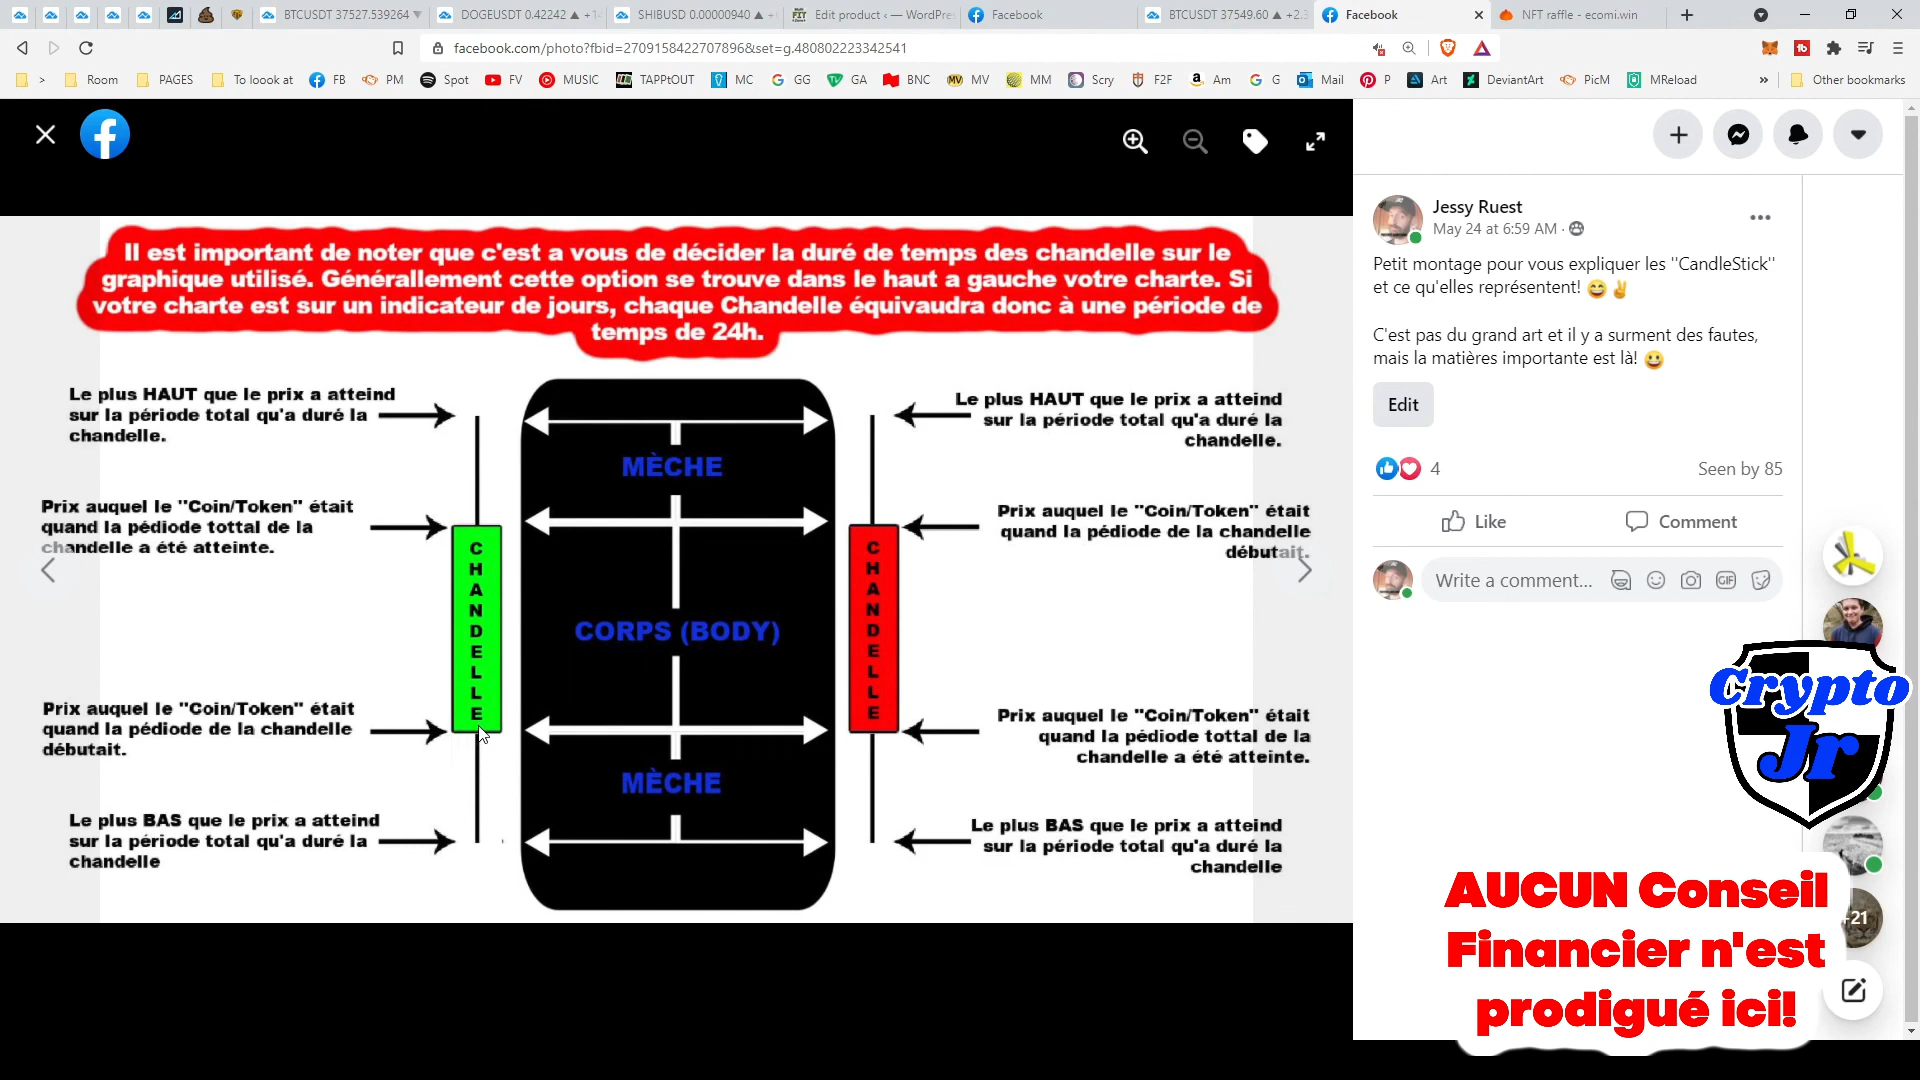 BTCUSDT 37527.539264 ▼
DOGEUSDT 0.42242 ▲ +1
SHIBUSD 0.00000940 ▲ +
Edit product ‹ — WordPre
Facebook
BTCUSDT 37549.60 ▲ +2.3
Facebook
NFT raffle - ecomi.win
facebook.com/photo?fbid=2709158422707896&set=g.480802223342541
>
Room
PAGES
To loook at
FB
PM
Spot
FV
MUSIC
TAPPtOUT
MC
GG
GA
BNC
MV
MM
Scry
F2F
Am
G
Mail
P
Art
DeviantArt
PicM
MReload
»
Other bookmarks
Il est important de noter que c'est a vous de décider la duré de temps des chandelle sur le
graphique utilisé. Générallement cette option se trouve dans le haut a gauche votre charte. Si
votre charte est sur un indicateur de jours, chaque Chandelle équivaudra donc à une période de
temps de 24h.
Le plus HAUT que le prix a atteind
sur la période total qu'a duré la
chandelle.
Prix auquel le "Coin/Token" était
quand la pédiode tottal de la
chandelle a été atteinte.
Prix auquel le "Coin/Token" était
quand la pédiode de la chandelle
débutait.
Le plus BAS que le prix a atteind
sur la période total qu'a duré la
chandelle
CHANDELLE
MÈCHE
CORPS (BODY)
MÈCHE
CHANDELLE
Le plus HAUT que le prix a atteind
sur la période total qu'a duré la
chandelle.
Prix auquel le "Coin/Token" était
quand la pédiode de la chandelle
débutait.
Prix auquel le "Coin/Token" était
quand la pédiode tottal de la
chandelle a été atteinte.
Le plus BAS que le prix a atteind
sur la période total qu'a duré la
chandelle
Jessy Ruest
May 24 at 6:59 AM ·
Petit montage pour vous expliquer les ''CandleStick''
et ce qu'elles représentent! 😄✌
C'est pas du grand art et il y a surment des fautes,
mais la matières importante est là! 😀
Edit
4
Seen by 85
Like
Comment
Write a comment...
GIF
Crypto
Jr
+21
AUCUN Conseil
Financier n'est
prodigué ici!